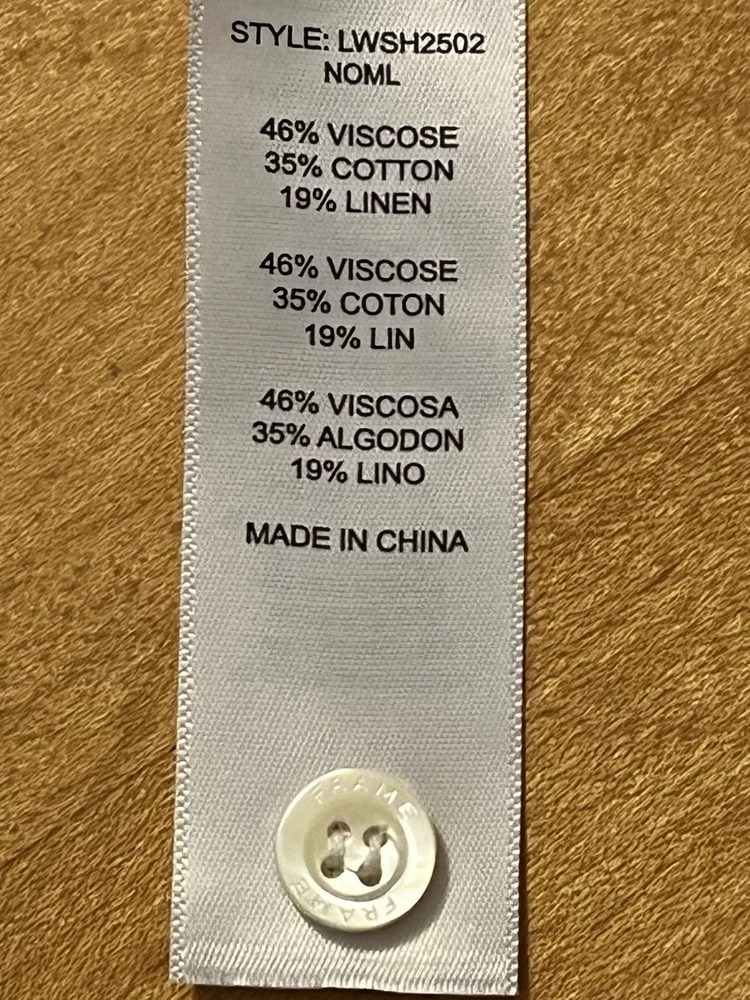 STYLE: LWSH2502
NOML
46% VISCOSE
35% COTTON
19% LINEN
46% VISCOSE
35% COTON
19% LIN
46% VISCOSA
35% ALGODON
19% LINO
MADE IN CHINA
FRAME
FRAME